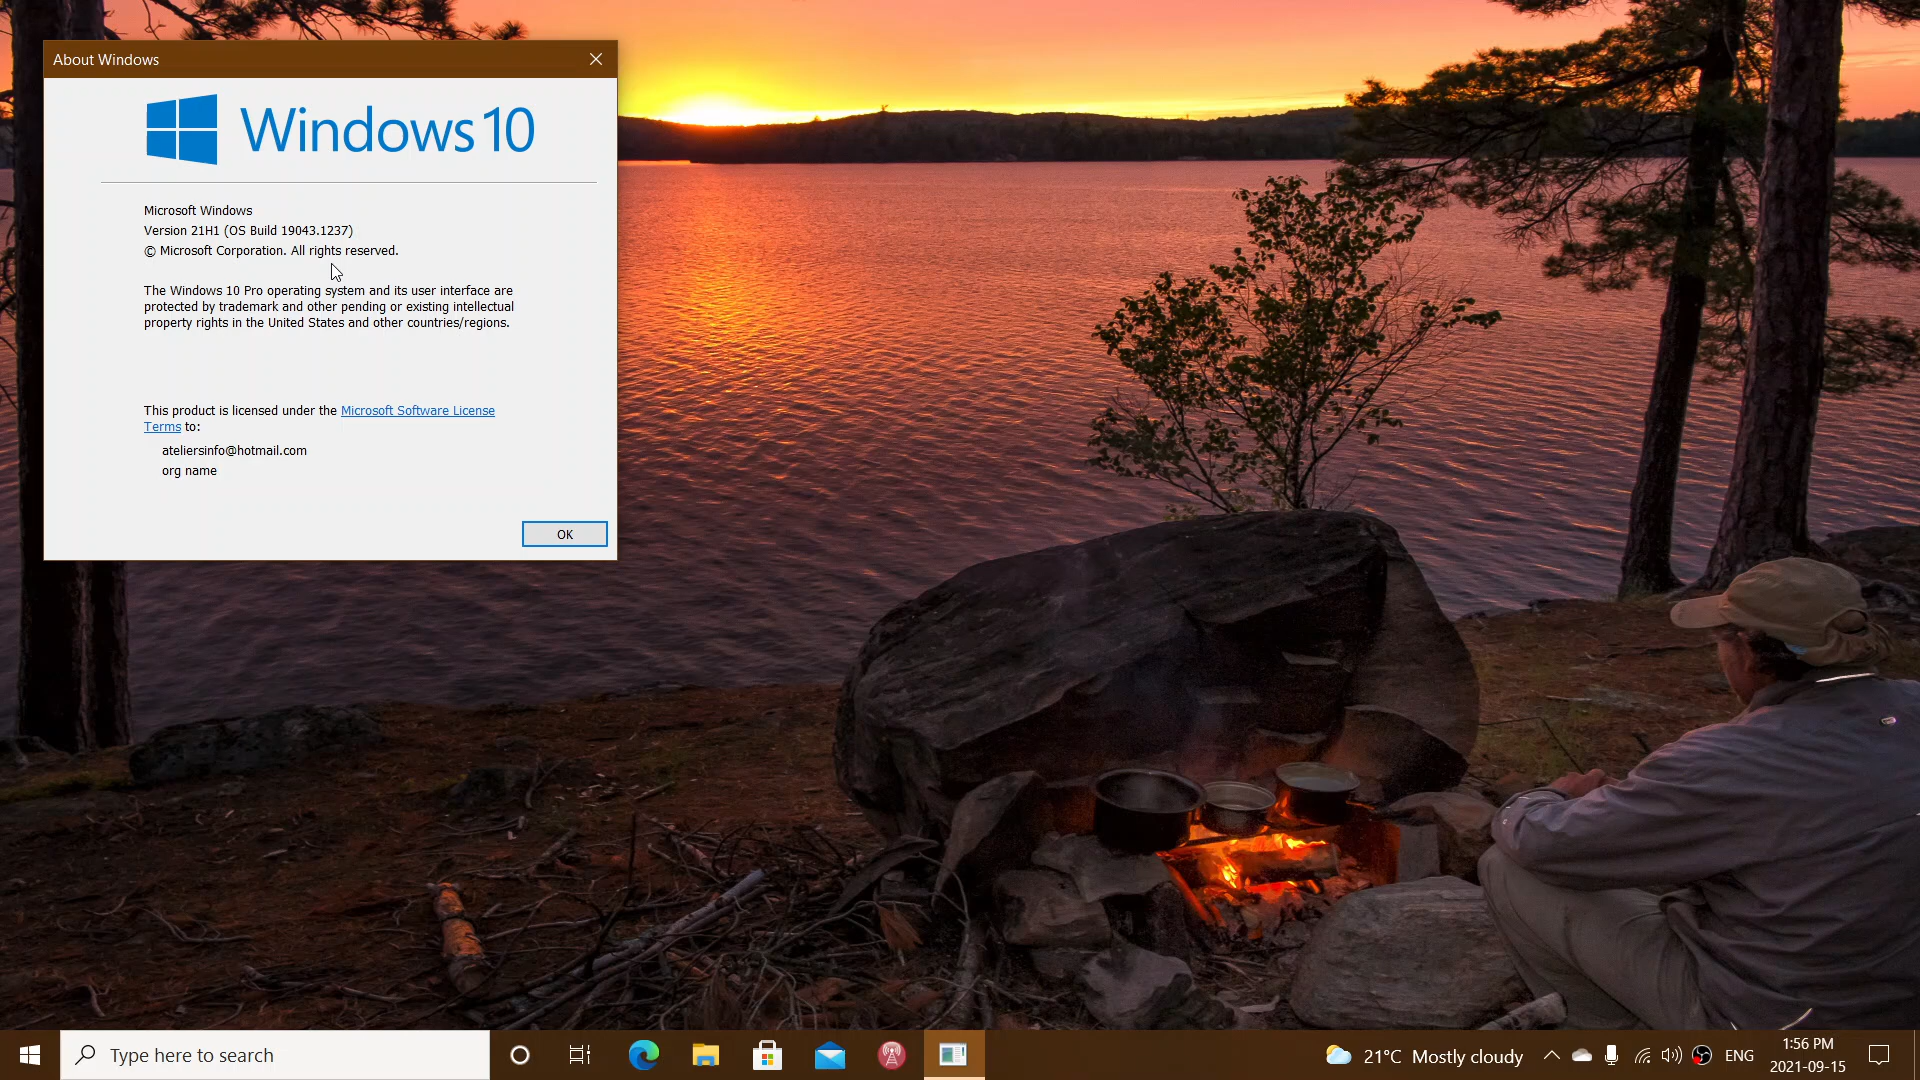 About Windows
Windows 10
Microsoft Windows
Version 21H1 (OS Build 19043.1237)
© Microsoft Corporation. All rights reserved.
The Windows 10 Pro operating system and its user interface are
protected by trademark and other pending or existing intellectual
property rights in the United States and other countries/regions.
This product is licensed under the Microsoft Software License
Terms to:
ateliersinfo@hotmail.com
org name
OK
Type here to search
21°C Mostly cloudy
ENG
1:56 PM
2021-09-15